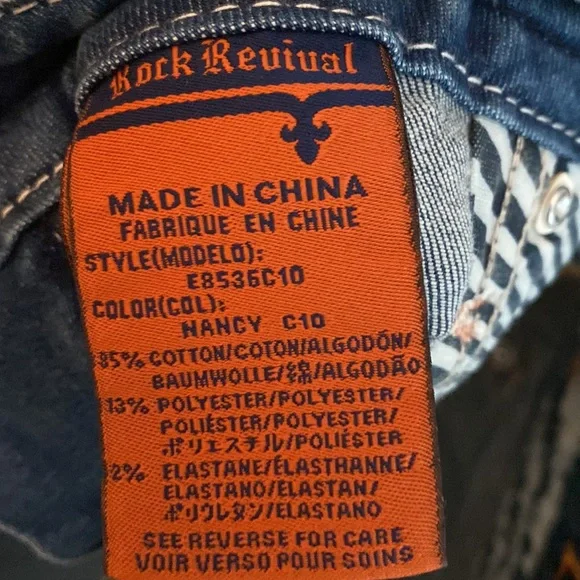 Rock Revival
MADE IN CHINA
FABRIQUE EN CHINE
STYLE(MODELO):
E8536C10
COLOR(COL):
NANCY C10
85% COTTON/COTON/ALGODÓN/
BAUMWOLLE/綿/ALGODÃO
13% POLYESTER/POLYESTER/
POLIÉSTER/POLIESTER/
ポリエステル/POLIÉSTER
2% ELASTANE/ÉLASTHANNE/
ELASTANO/ELASTAN/
ポリウレタン/ELASTANO
SEE REVERSE FOR CARE
VOIR VERSO POUR SOINS